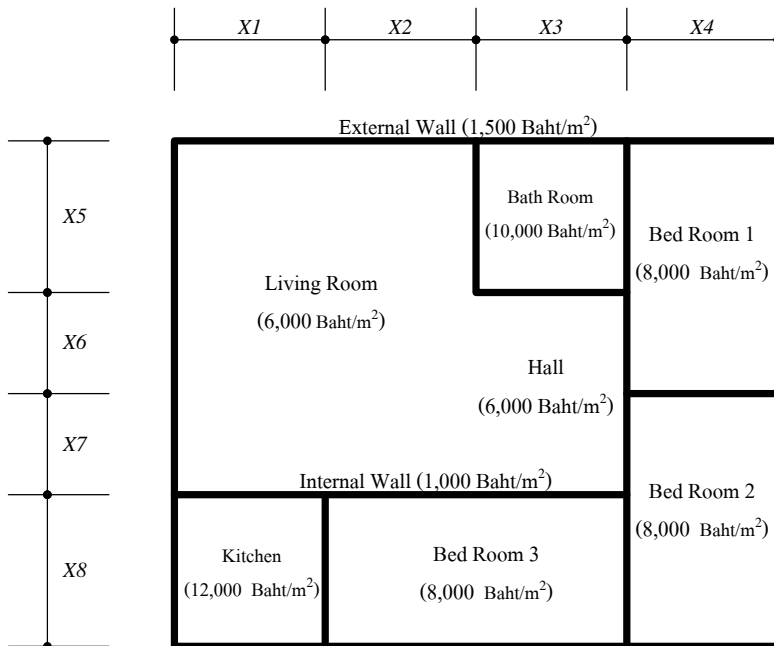 X1 X2 X3 X4
External Wall (1,500 Baht/m²)
X5
Bath Room
(10,000 Baht/m²)
Bed Room 1
(8,000 Baht/m²)
Living Room
(6,000 Baht/m²)
X6
Hall
(6,000 Baht/m²)
X7
Internal Wall (1,000 Baht/m²)
Bed Room 2
(8,000 Baht/m²)
X8
Kitchen
(12,000 Baht/m²)
Bed Room 3
(8,000 Baht/m²)